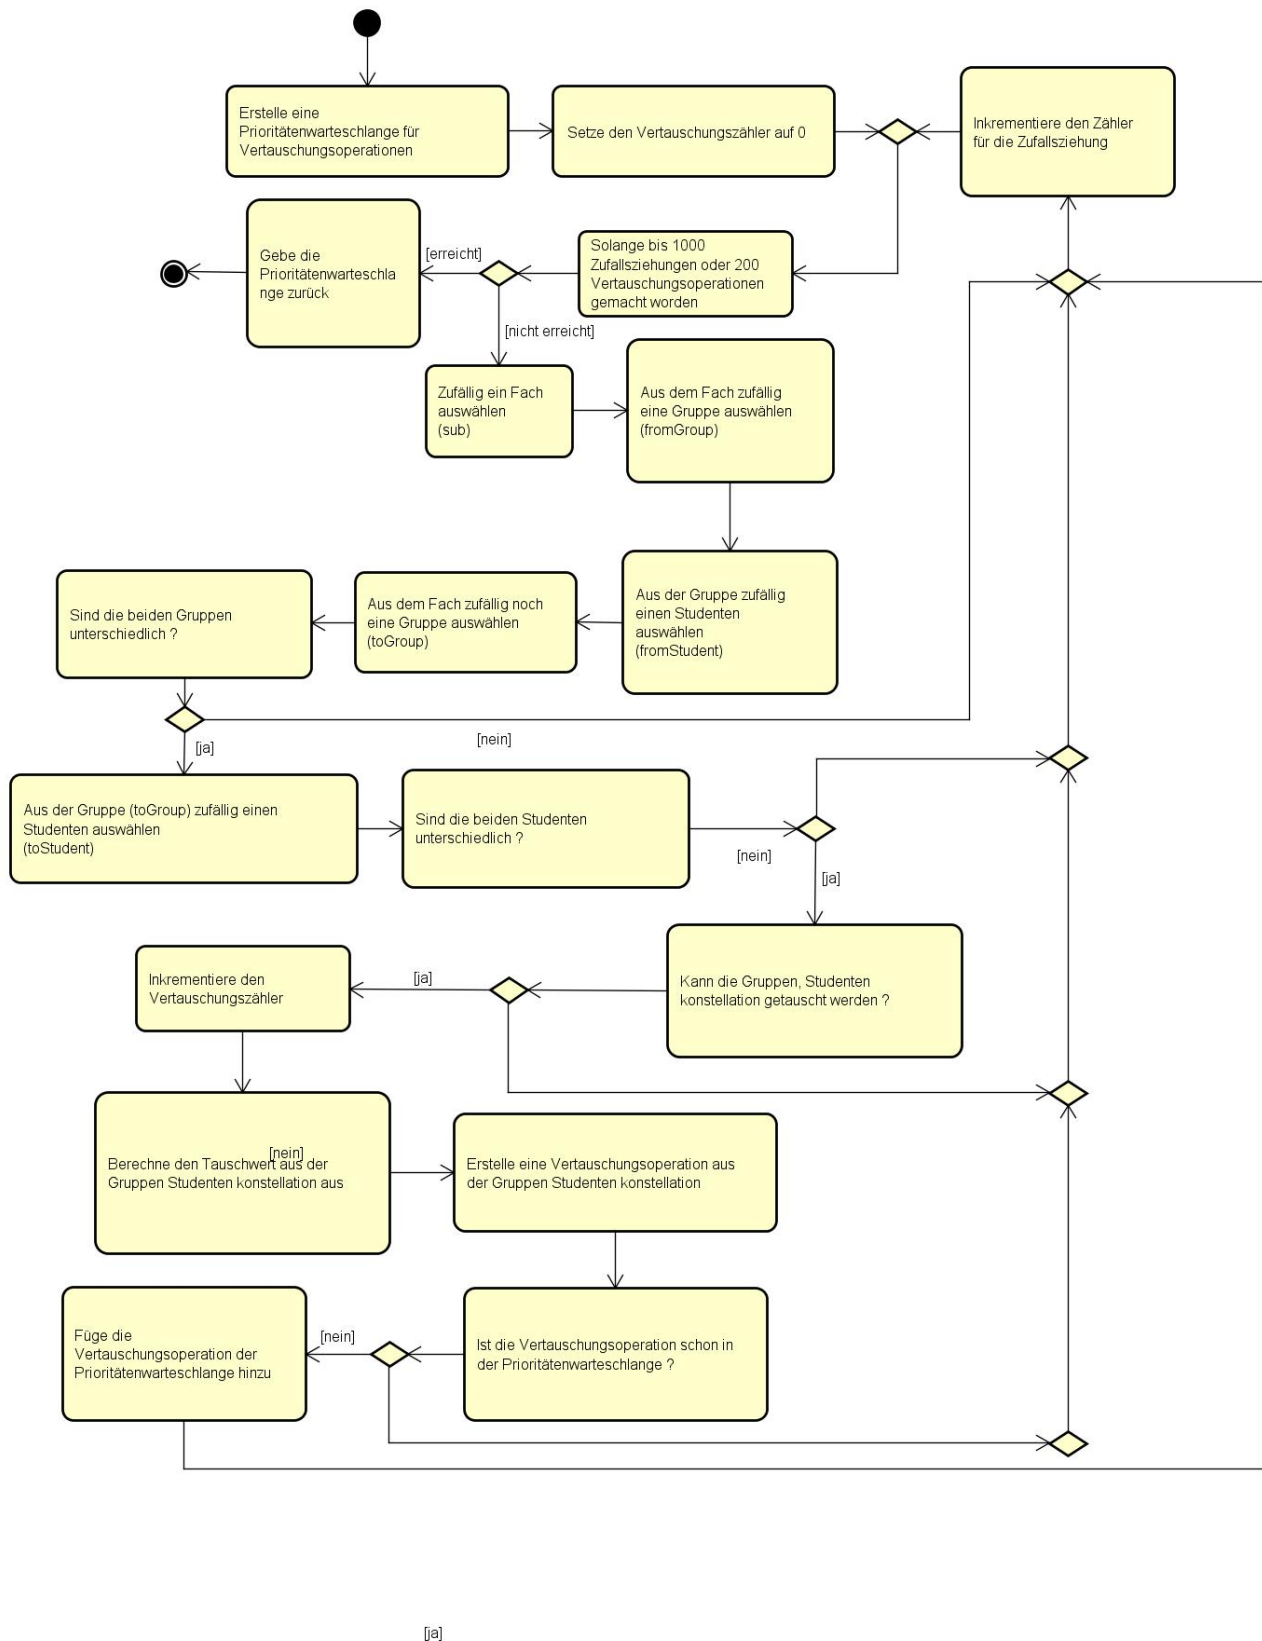 Erstelle eine
Prioritätenwarteschlange für
Vertauschungsoperationen
Setze den Vertauschungszähler auf 0
Inkrementiere den Zähler
für die Zufallsziehung
Gebe die
Prioritätenwarteschla
nge zurück
[erreicht]
Solange bis 1000
Zufallsziehungen oder 200
Vertauschungsoperationen
gemacht worden
[nicht erreicht]
Zufällig ein Fach
auswählen
(sub)
Aus dem Fach zufällig
eine Gruppe auswählen
(fromGroup)
Sind die beiden Gruppen
unterschiedlich ?
Aus dem Fach zufällig noch
eine Gruppe auswählen
(toGroup)
Aus der Gruppe zufällig
einen Studenten
auswählen
(fromStudent)
[ja]
[nein]
Aus der Gruppe (toGroup) zufällig einen
Studenten auswählen
(toStudent)
Sind die beiden Studenten
unterschiedlich ?
[nein]
[ja]
Inkrementiere den
Vertauschungszähler
[ja]
Kann die Gruppen, Studenten
konstellation getauscht werden ?
[nein]
Berechne den Tauschwert aus der
Gruppen Studenten konstellation aus
Erstelle eine Vertauschungsoperation aus
der Gruppen Studenten konstellation
Füge die
Vertauschungsoperation der
Prioritätenwarteschlange hinzu
[nein]
Ist die Vertauschungsoperation schon in
der Prioritätenwarteschlange ?
[ja]